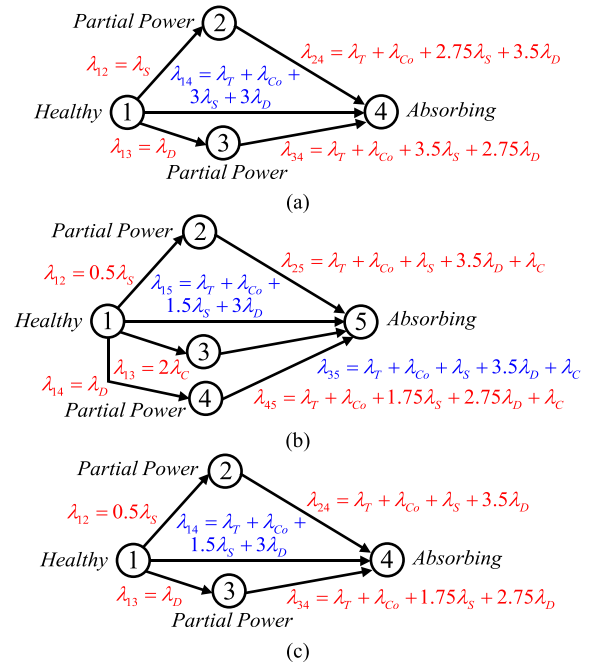 Partial Power 2
λ12 = λS
λ24 = λT + λCo + 2.75λS + 3.5λD
λ14 = λT + λCo +
3λS + 3λD
Healthy 1 4 Absorbing
λ13 = λD 3 λ34 = λT + λCo + 3.5λS + 2.75λD
Partial Power
(a)
Partial Power 2
λ12 = 0.5λS
λ25 = λT + λCo + λS + 3.5λD + λC
λ15 = λT + λCo +
1.5λS + 3λD
Healthy 1 5 Absorbing
3
λ13 = 2λC λ35 = λT + λCo + λS + 3.5λD + λC
λ14 = λD
Partial Power 4 λ45 = λT + λCo + 1.75λS + 2.75λD + λC
(b)
Partial Power 2
λ12 = 0.5λS λ24 = λT + λCo + λS + 3.5λD
λ14 = λT + λCo +
1.5λS + 3λD
Healthy 1 4 Absorbing
λ13 = λD 3 λ34 = λT + λCo + 1.75λS + 2.75λD
Partial Power
(c)